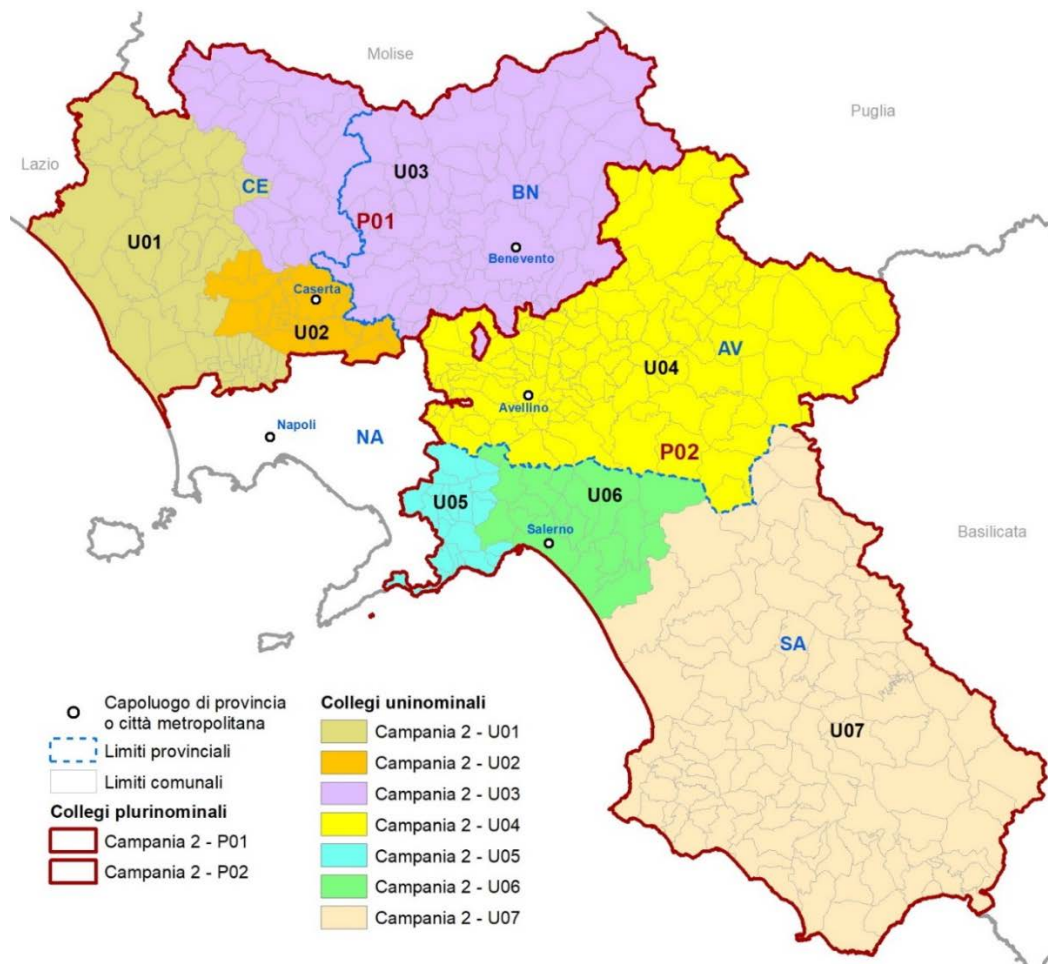 Molise
Puglia
Lazio
U03
CE
BN
P01
U01
Benevento
Caserta
U02
AV
U04
Avellino
Napoli
NA
P02
U05
U06
Salerno
Basilicata
SA
U07
Capoluogo di provincia
o città metropolitana
Limiti provinciali
Limiti comunali
Collegi plurinominali
Campania 2 - P01
Campania 2 - P02
Collegi uninominali
Campania 2 - U01
Campania 2 - U02
Campania 2 - U03
Campania 2 - U04
Campania 2 - U05
Campania 2 - U06
Campania 2 - U07